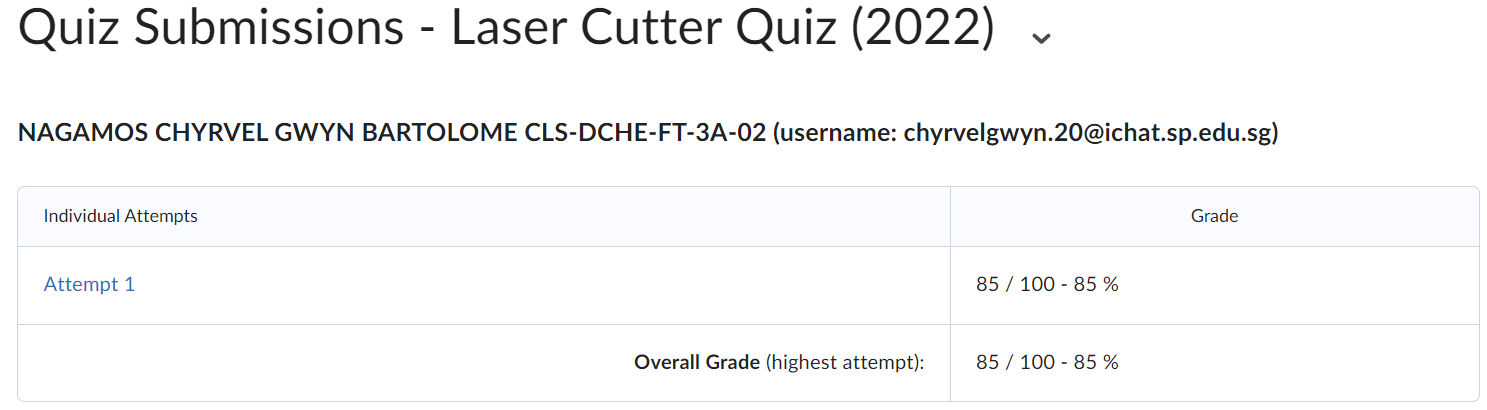 Quiz Submissions - Laser Cutter Quiz (2022)
NAGAMOS CHYRVEL GWYN BARTOLOME CLS-DCHE-FT-3A-02 (username: chyrvelgwyn.20@ichat.sp.edu.sg)
Individual Attempts Grade
Attempt 1 85 / 100 - 85 %
Overall Grade (highest attempt): 85 / 100 - 85 %